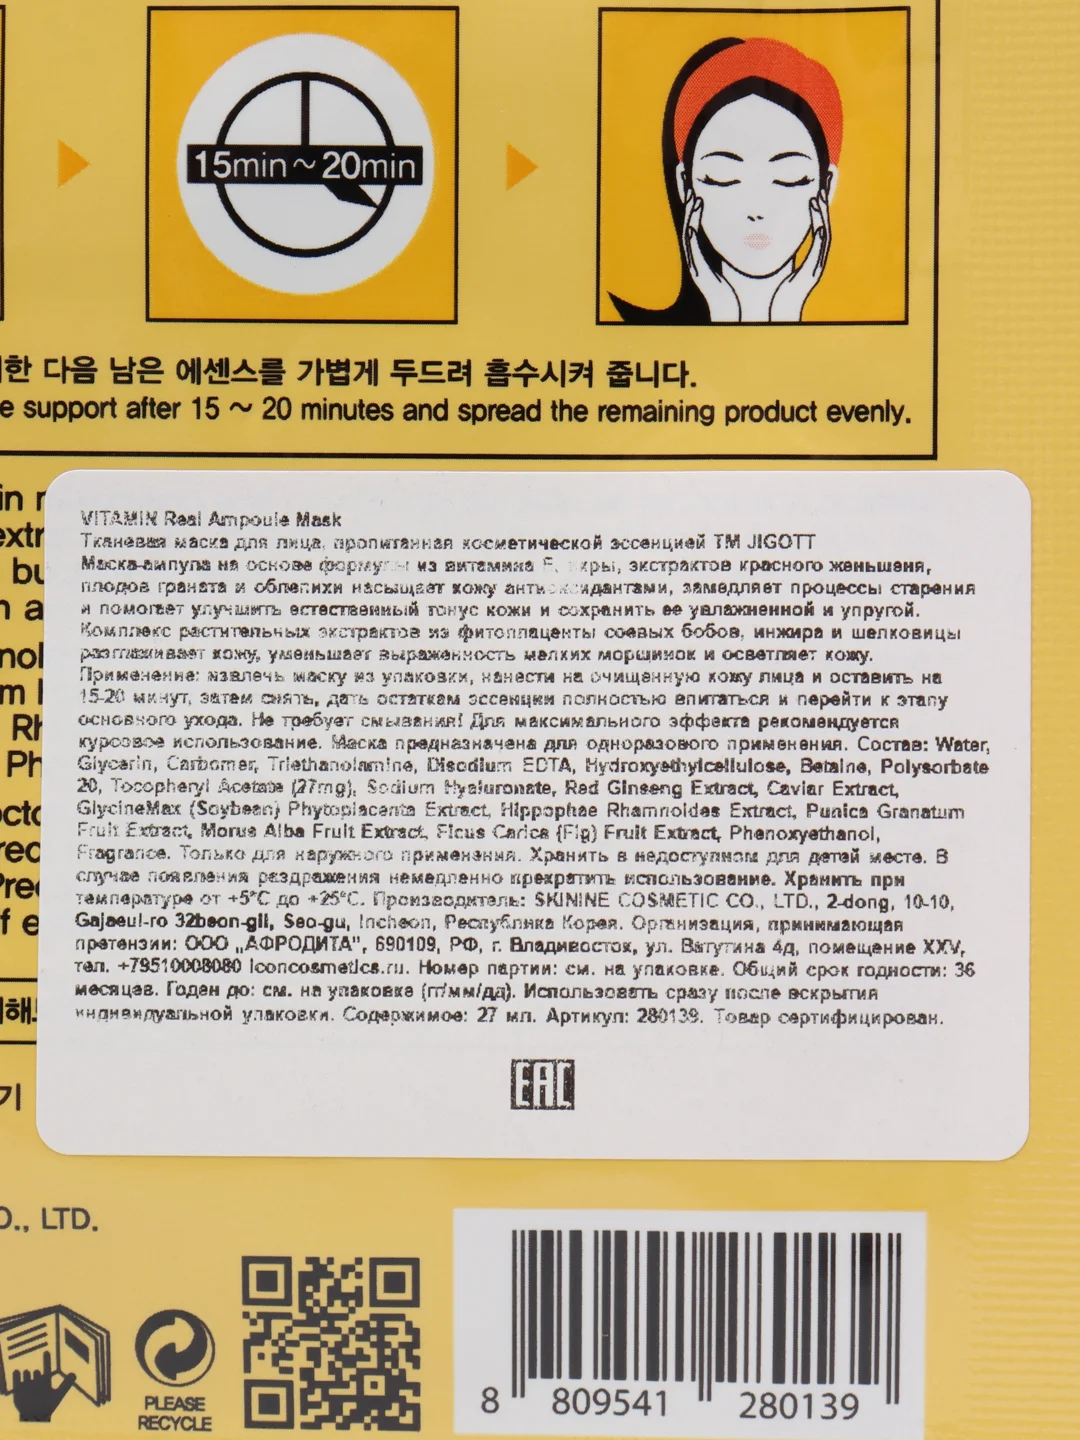 15min~20min
한 다음 남은 에센스를 가볍게 두드려 흡수시켜 줍니다.
e support after 15 ~ 20 minutes and spread the remaining product evenly.
VITAMIN Real Ampoule Mask
Тканевая маска для лица, пропитанная косметической эссенцией ТМ JIGOTT
Маска-ампула на основе из витамина экстрактов красного женьшеня,
плодов граната и облепихи насыщает кожу замедляет процессы старения
и помогает улучшить естественный тонус кожи и сохранить ее увлажненной и упругой.
Комплекс растительных экстрактов из фитоплаценты соевых бобов, инжира и шелковицы
разглаживает кожу, уменьшает выраженность мелких морщинок и осветляет кожу.
Применение: извлечь маску из упаковки, нанести на очищенную кожу лица и оставить на
15-20 минут, затем снять, дать остаткам эссенции полностью впитаться и перейти к этапу
основного ухода. Не требует смывания! Для максимального эффекта рекомендуется
курсовое использование. Маска предназначена для одноразового применения. Состав: Water,
Glycerin, Carbomer, Triethanolamine, Disodium EDTA, Hydroxyethylcellulose, Betaine, Polysorbate
20, Tocopheryl Acetate (27mg), Sodium Hyaluronate, Red Ginseng Extract, Caviar Extract,
GlycineMax (Soybean) Phytoplacenta Extract, Hippophae Rhamnoides Extract, Punica Granatum
Fruit Extract, Morus Alba Fruit Extract, Ficus Carica (Fig) Fruit Extract, Phenoxyethanol,
Fragrance. Только для наружного применения. Хранить в недоступном для детей месте. В
случае появления раздражения немедленно прекратить использование. Хранить при
температуре от +5°C до +25°C. Производитель: SKININE COSMETIC CO., LTD., 2-dong, 10-10,
Gajaeul-ro 32beon-gil, Seo-gu, Incheon, Республика Корея. Организация, принимающая
претензии: ООО „АФРОДИТА”, 690109, РФ, г. Владивосток, ул. Ватутина 4д, помещение XXV,
тел. +79510008080 iconcosmetics.ru. Номер партии: см. на упаковке. Общий срок годности: 36
месяцев. Годен до: см. на упаковке (гг/мм/дд). Использовать сразу после вскрытия
индивидуальной упаковки. Содержимое: 27 мл. Артикул: 280139. Товар сертифицирован.
EAC
O., LTD.
PLEASE
RECYCLE
8 809541 280139